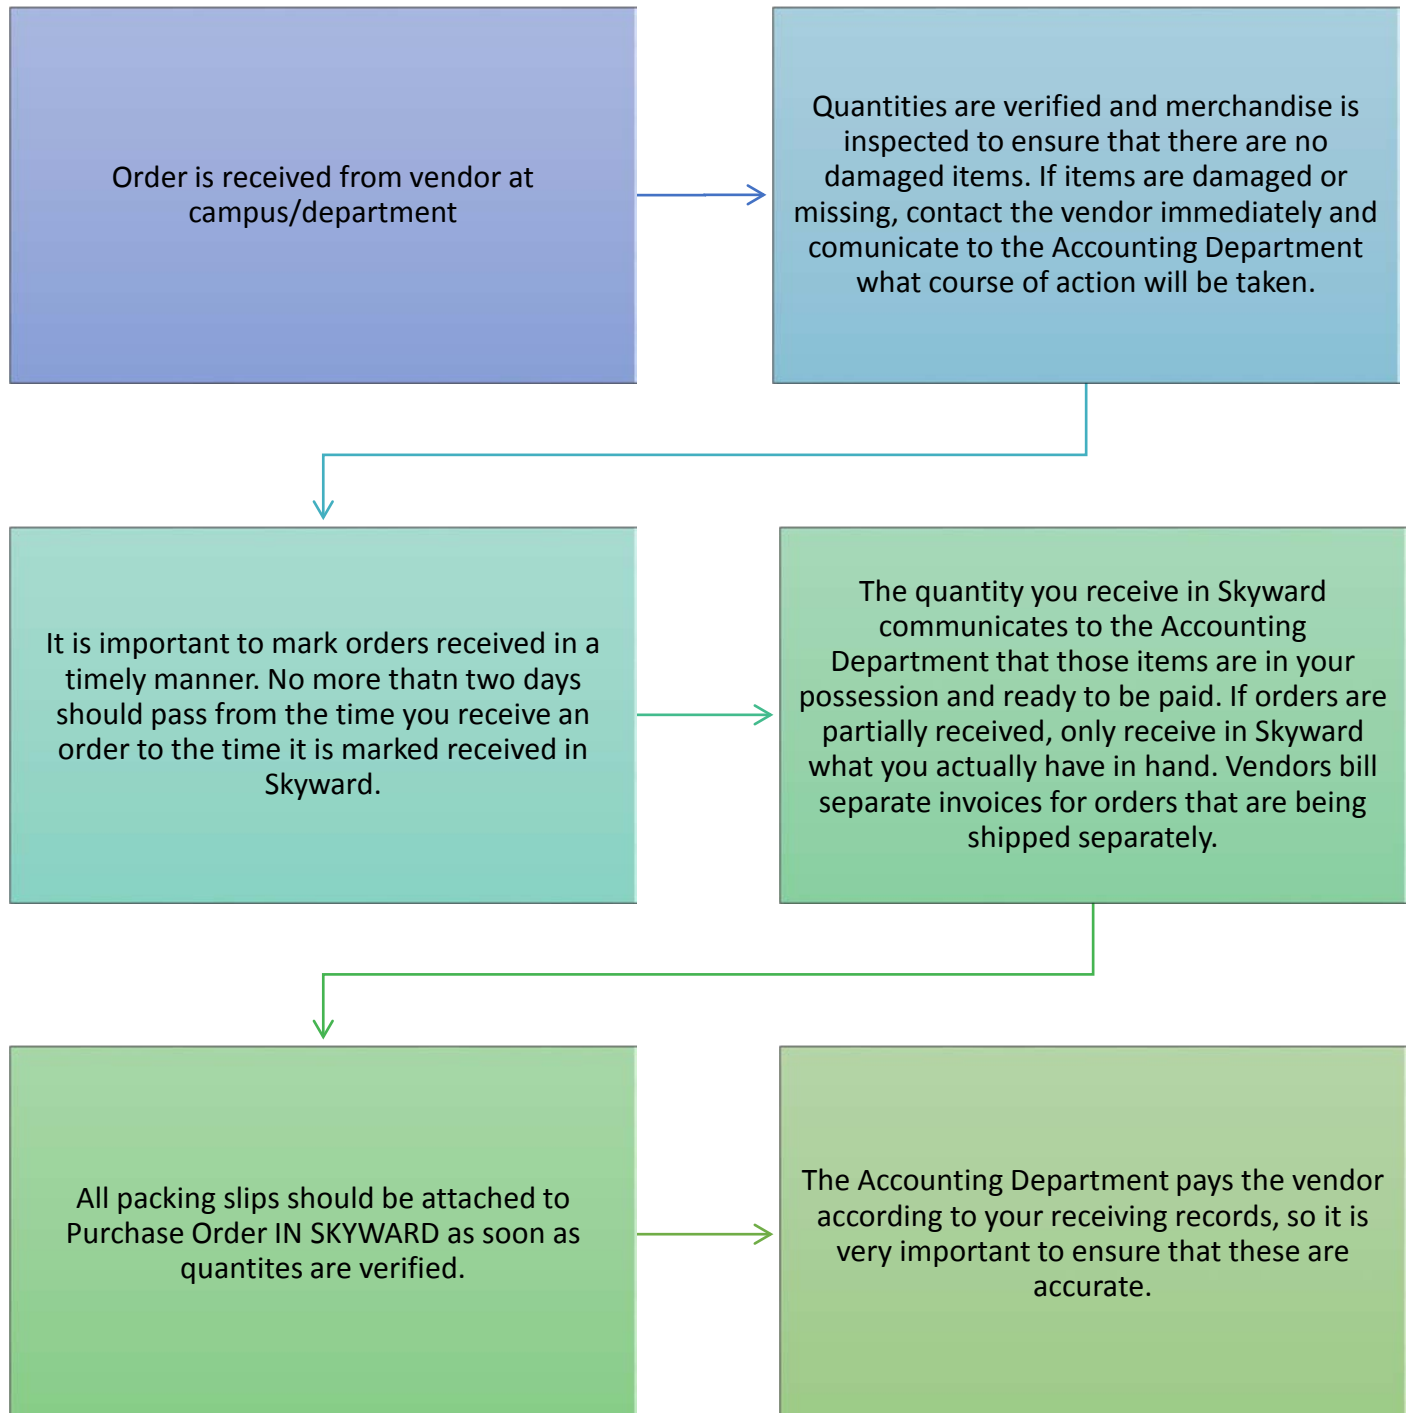 Order is received from vendor at
campus/department
Quantities are verified and merchandise is
inspected to ensure that there are no
damaged items. If items are damaged or
missing, contact the vendor immediately and
comunicate to the Accounting Department
what course of action will be taken.
It is important to mark orders received in a
timely manner. No more thatn two days
should pass from the time you receive an
order to the time it is marked received in
Skyward.
The quantity you receive in Skyward
communicates to the Accounting
Department that those items are in your
possession and ready to be paid. If orders are
partially received, only receive in Skyward
what you actually have in hand. Vendors bill
separate invoices for orders that are being
shipped separately.
All packing slips should be attached to
Purchase Order IN SKYWARD as soon as
quantites are verified.
The Accounting Department pays the vendor
according to your receiving records, so it is
very important to ensure that these are
accurate.